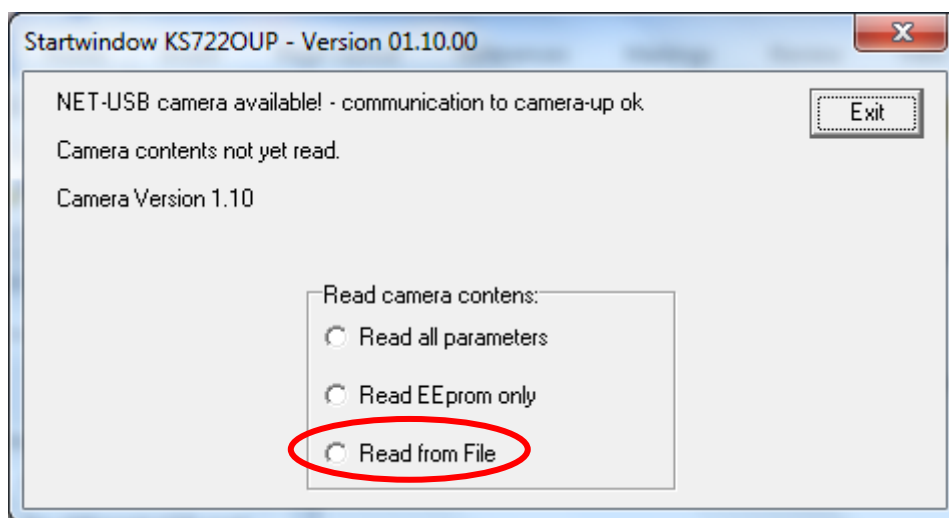 Startwindow KS722OUP - Version 01.10.00
NET-USB camera available! - communication to camera-up ok
Exit
Camera contents not yet read.
Camera Version 1.10
Read camera contens:
Read all parameters
Read EEprom only
Read from File